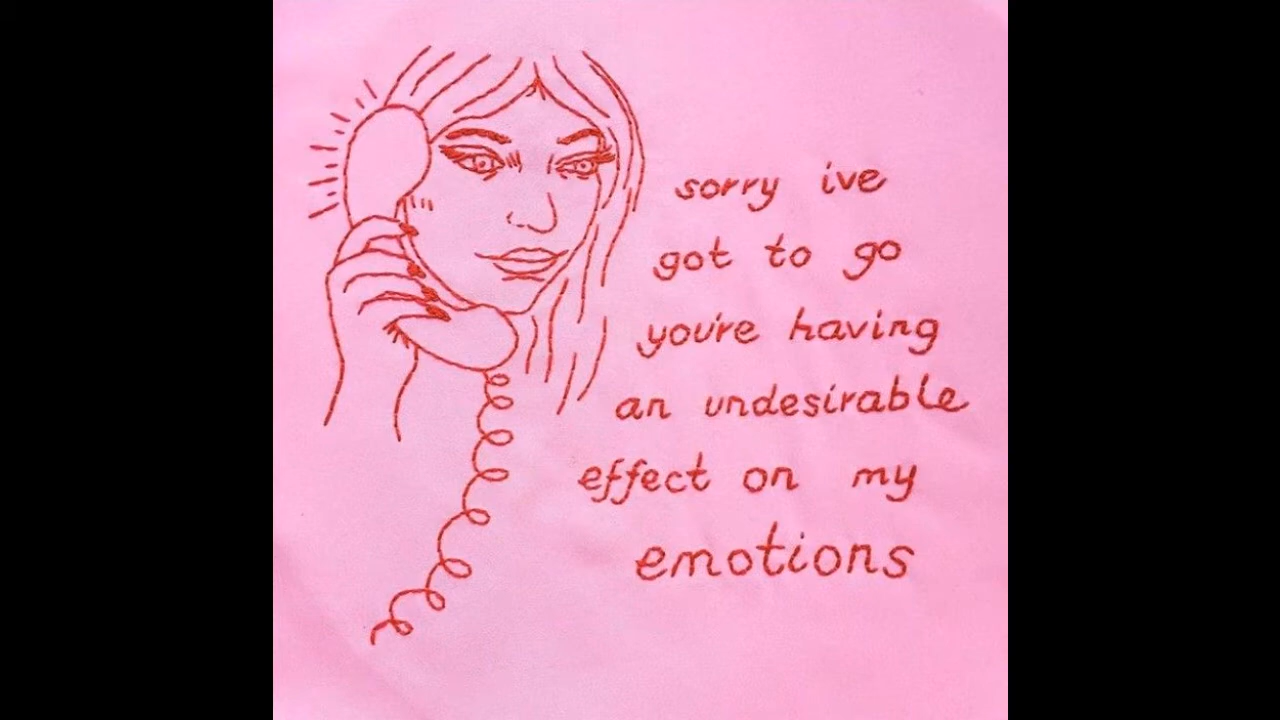 sorry ive
got to go
you're having
an undesirable
effect on my
emotions